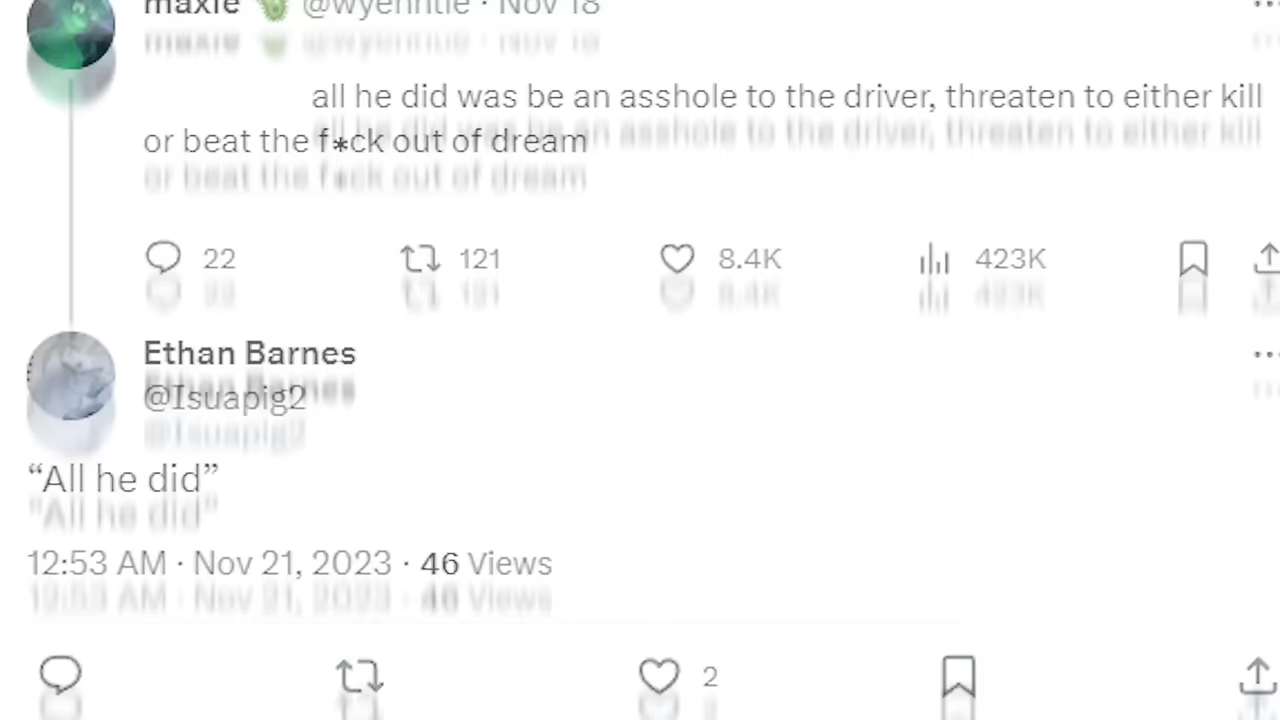 maxie @wyenntie · Nov 18
all he did was be an asshole to the driver, threaten to either kill
or beat the f*ck out of dream
22 121 8.4K 423K
Ethan Barnes
@Isuapig2
“All he did”
12:53 AM · Nov 21, 2023 · 46 Views
2